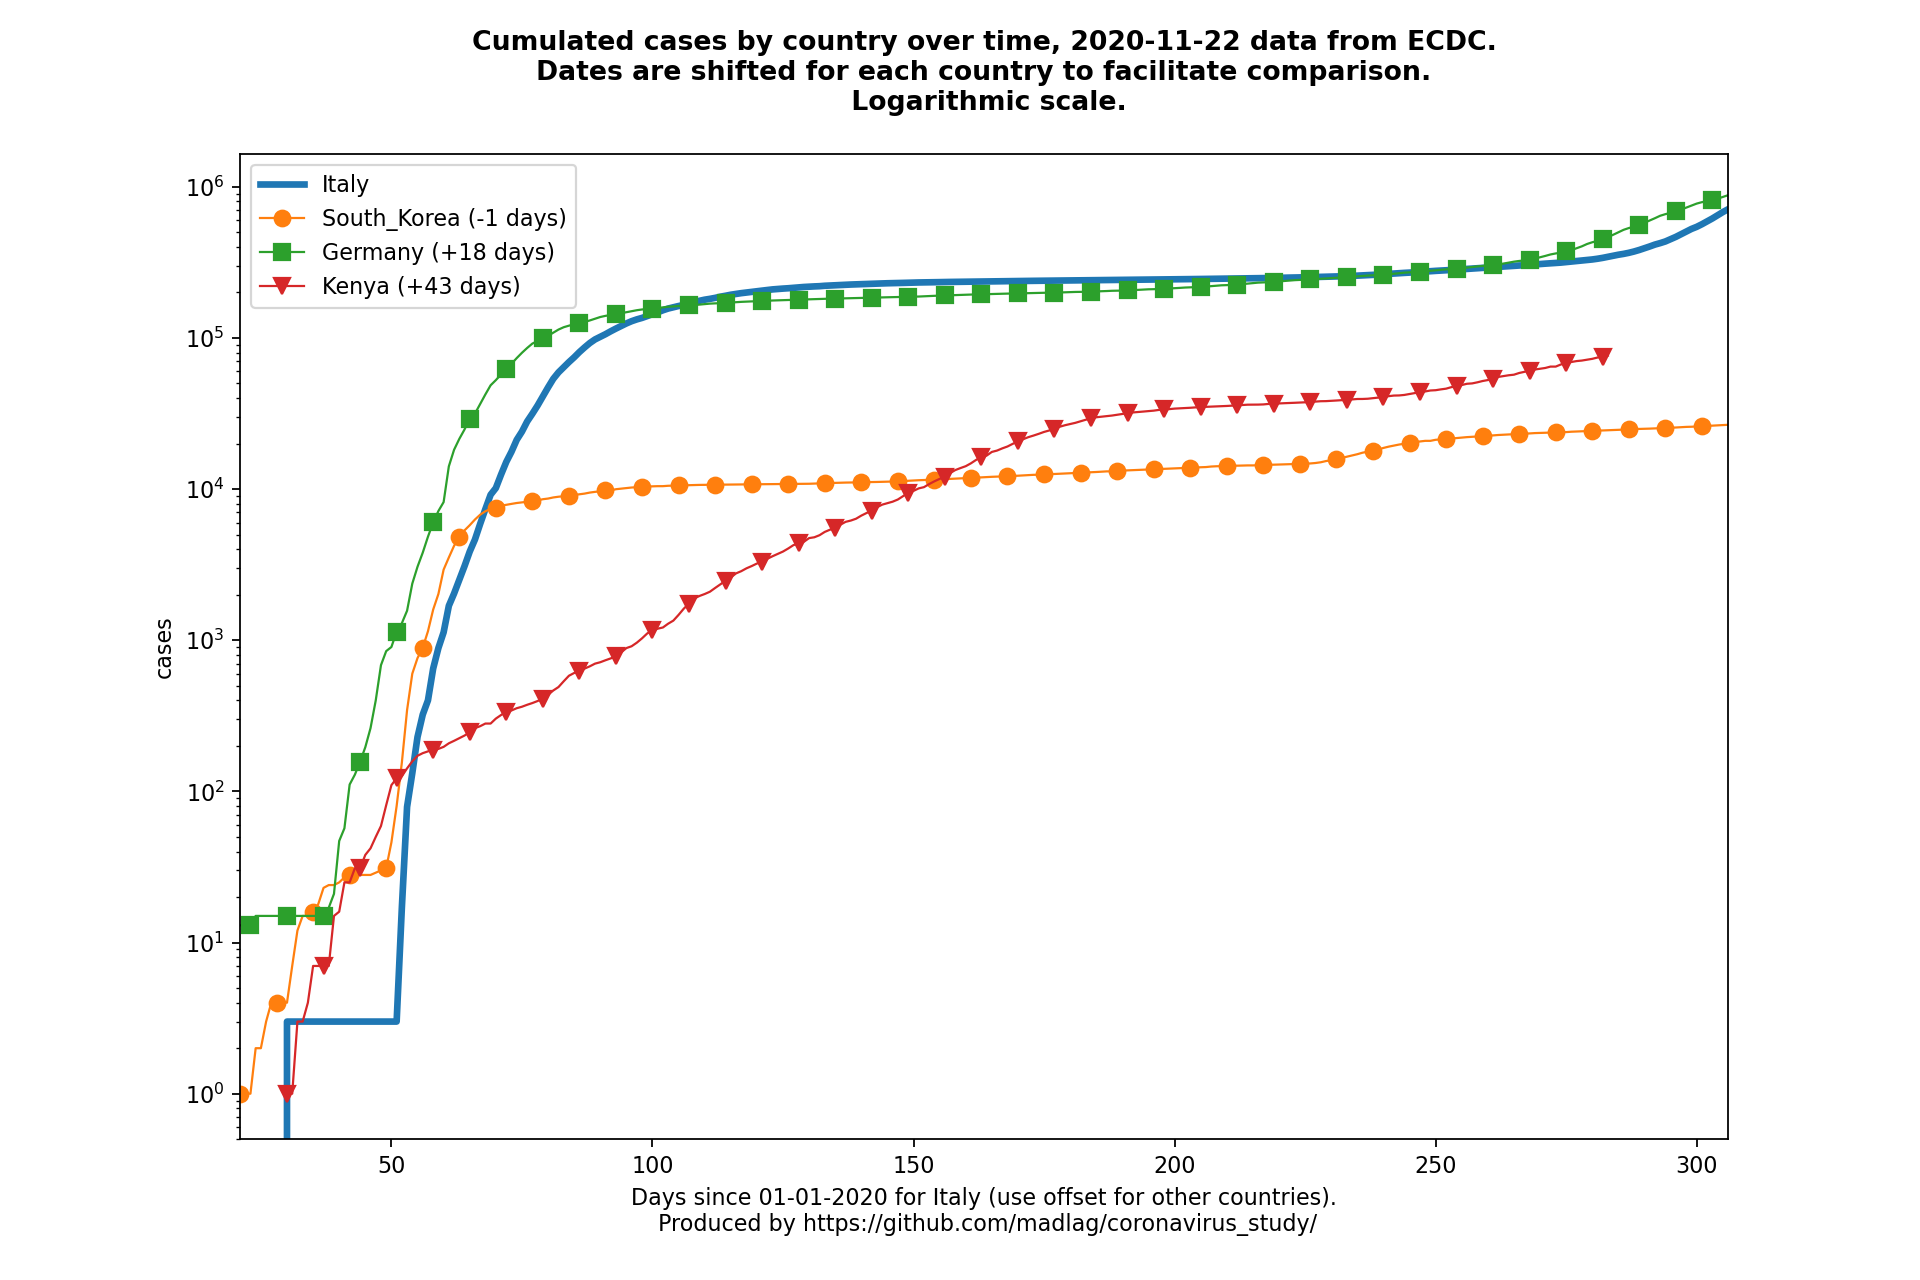 Cumulated cases by country over time, 2020-11-22 data from ECDC.
Dates are shifted for each country to facilitate comparison.
Logarithmic scale.
Italy
South_Korea (-1 days)
Germany (+18 days)
Kenya (+43 days)
10^6
10^5
10^4
10^3
10^2
10^1
10^0
cases
50 100 150 200 250 300
Days since 01-01-2020 for Italy (use offset for other countries).
Produced by https://github.com/madlag/coronavirus_study/